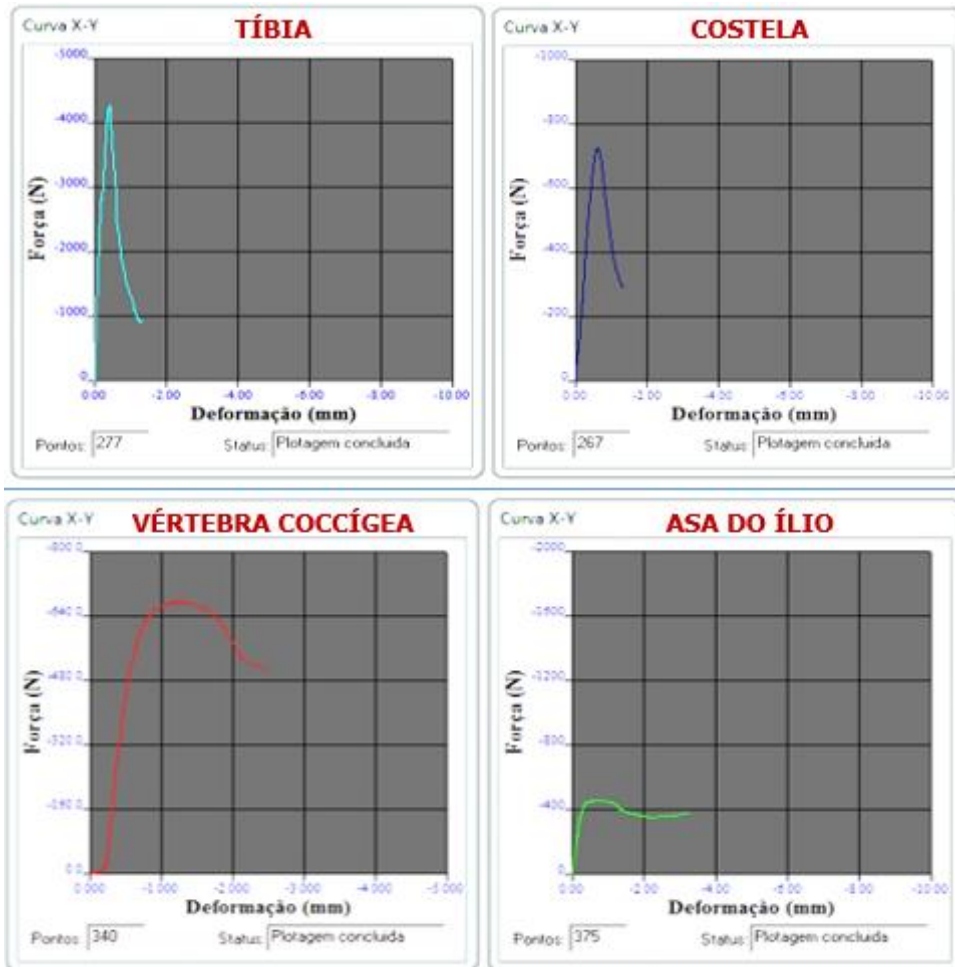 Curva X-Y
TÍBIA
-5000
-4000
-3000
-2000
-1000
0
Força (N)
0.00 -2.00 -4.00 -6.00 -8.00 -10.00
Deformação (mm)
Pontos: 277 Status: Plotagem concluida
Curva X-Y
COSTELA
-1000
-800
-600
-400
-200
0
Força (N)
0.00 -2.00 -4.00 -6.00 -8.00 -10.00
Deformação (mm)
Pontos: 267 Status: Plotagem concluida
Curva X-Y
VÉRTEBRA COCCÍGEA
-800.0
-640.0
-480.0
-320.0
-160.0
0.0
Força (N)
0.000 -1.000 -2.000 -3.000 -4.000 -5.000
Deformação (mm)
Pontos: 340 Status: Plotagem concluida
Curva X-Y
ASA DO ÍLIO
-2000
-1600
-1200
-800
-400
0
Força (N)
0.00 -2.00 -4.00 -6.00 -8.00 -10.00
Deformação (mm)
Pontos: 375 Status: Plotagem concluida